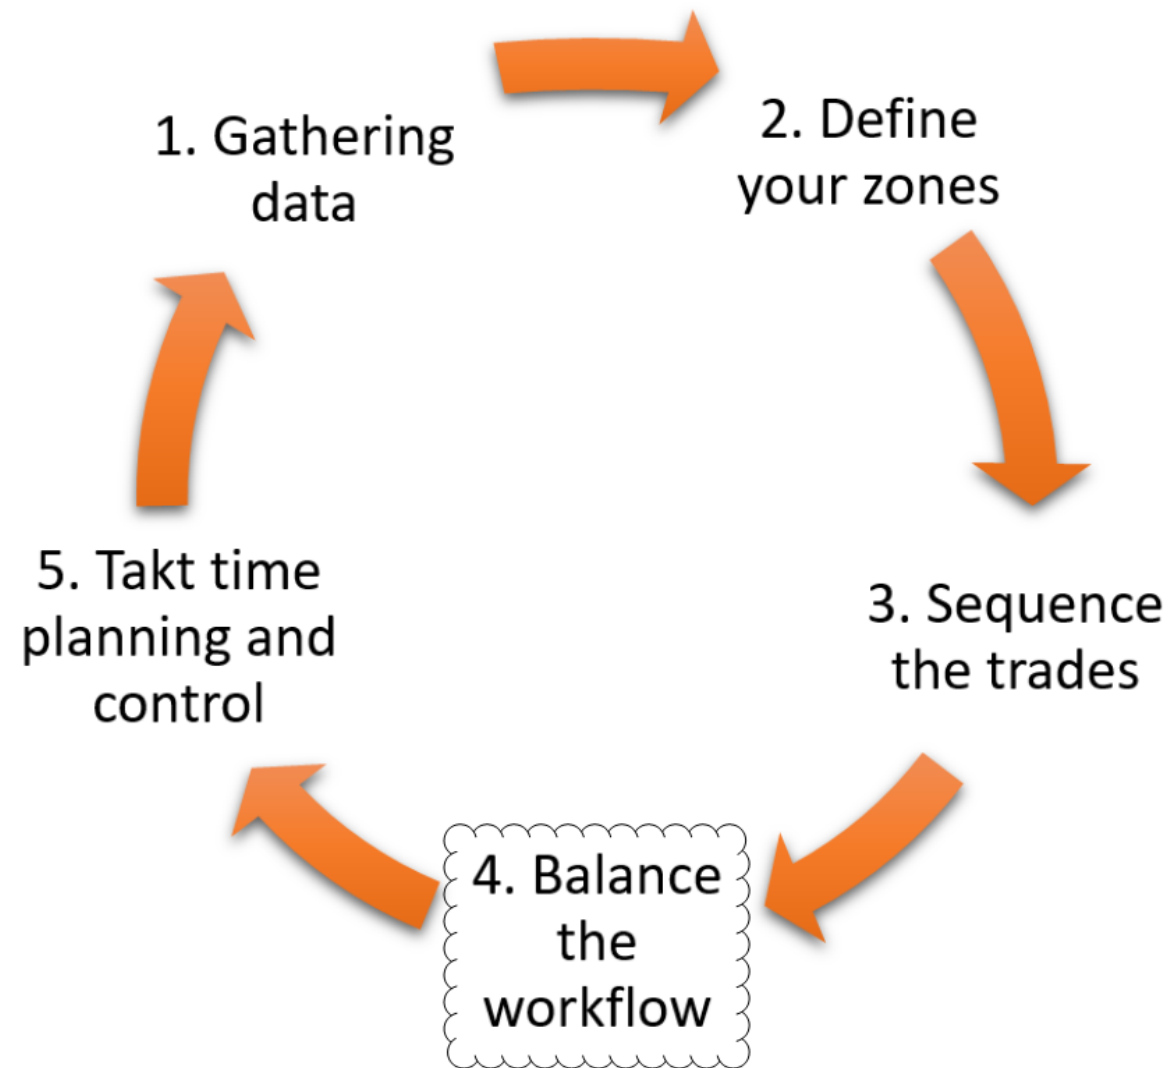 1. Gathering
data
2. Define
your zones
3. Sequence
the trades
4. Balance
the
workflow
5. Takt time
planning and
control